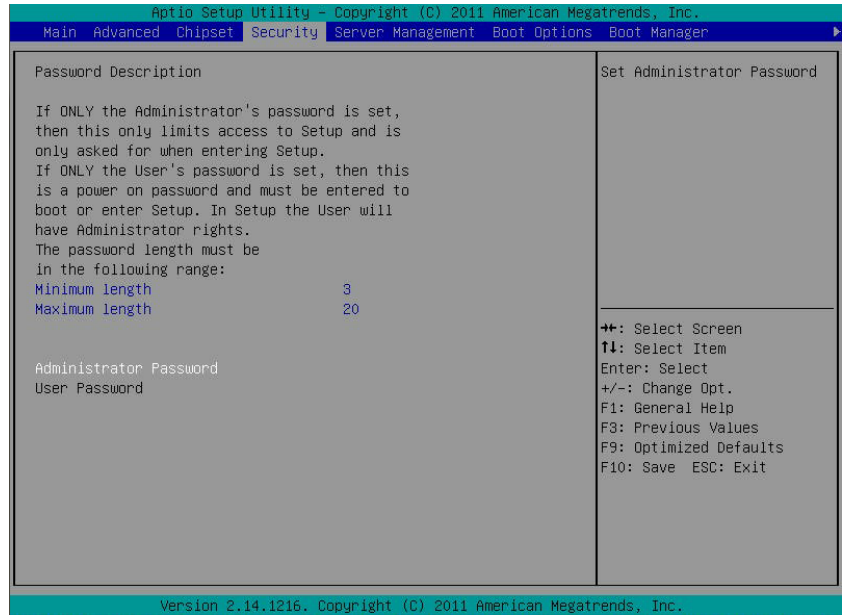 Aptio Setup Utility – Copyright (C) 2011 American Megatrends, Inc.
Main Advanced Chipset Security Server Management Boot Options Boot Manager
Password Description
If ONLY the Administrator's password is set,
then this only limits access to Setup and is
only asked for when entering Setup.
If ONLY the User's password is set, then this
is a power on password and must be entered to
boot or enter Setup. In Setup the User will
have Administrator rights.
The password length must be
in the following range:
Minimum length 3
Maximum length 20
Administrator Password
User Password
Set Administrator Password
→←: Select Screen
↑↓: Select Item
Enter: Select
+/-: Change Opt.
F1: General Help
F3: Previous Values
F9: Optimized Defaults
F10: Save ESC: Exit
Version 2.14.1216. Copyright (C) 2011 American Megatrends, Inc.